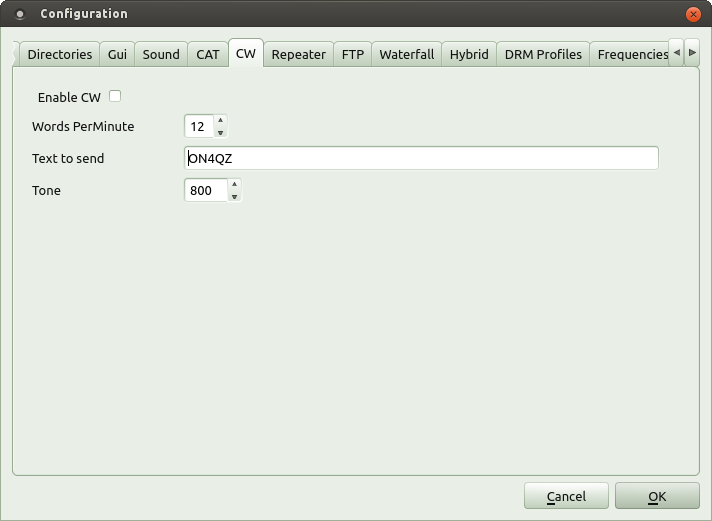 Configuration
Directories Gui Sound CAT CW Repeater FTP Waterfall Hybrid DRM Profiles Frequencies
Enable CW
Words PerMinute 12
Text to send ON4QZ
Tone 800
Cancel OK